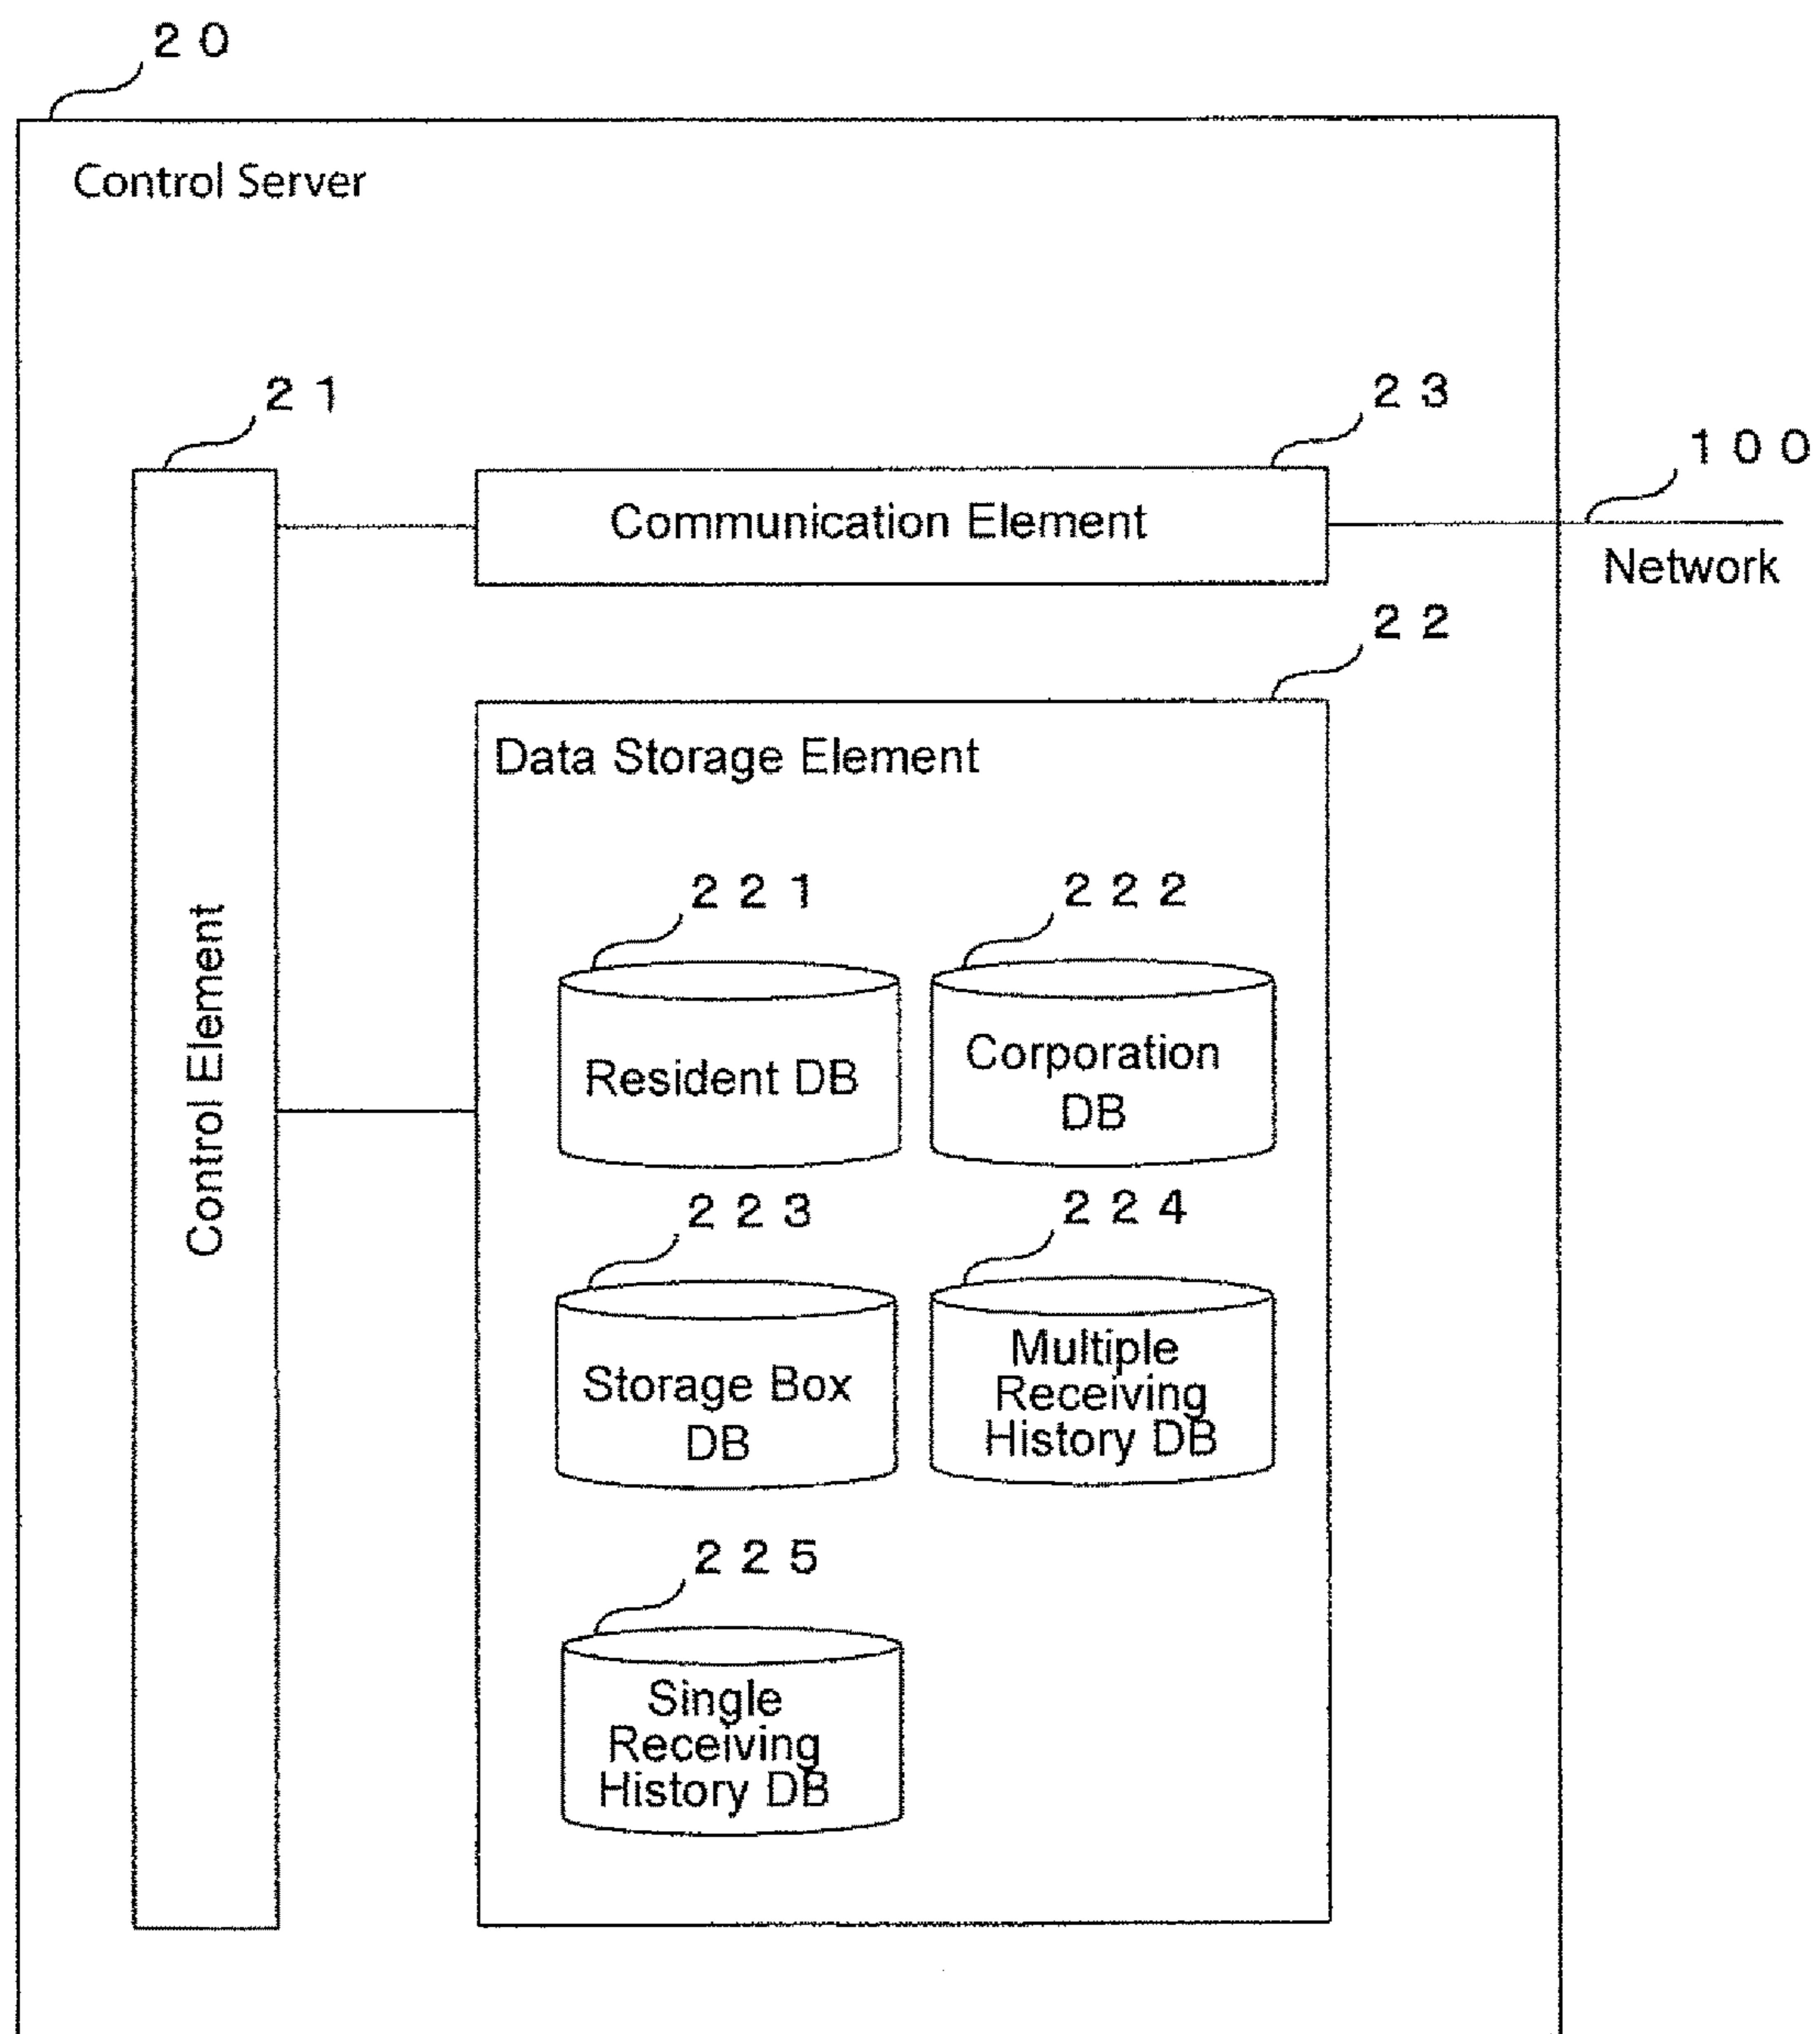 20
Control Server
21
23
100
Communication Element
Network
22
Data Storage Element
Control Element
221
222
Resident DB
Corporation
DB
223
224
Storage Box
DB
Multiple
Receiving
History DB
225
Single
Receiving
History DB